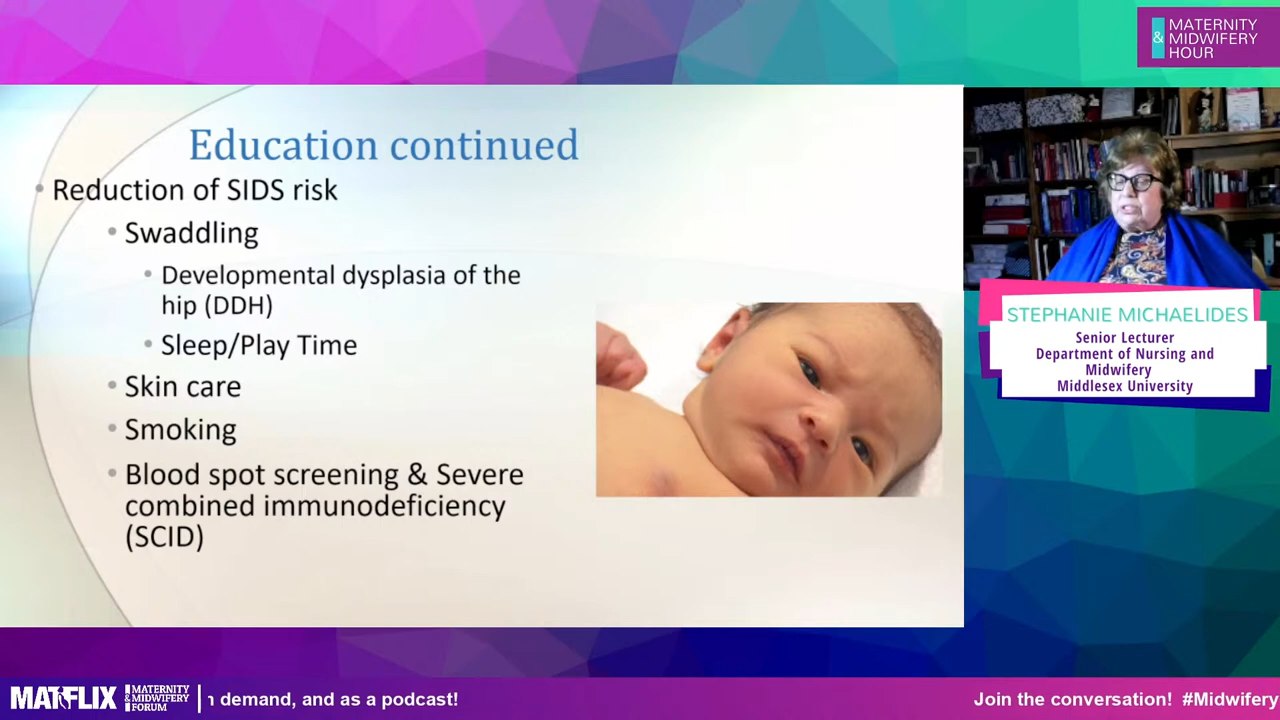 &
MATERNITY
MIDWIFERY
HOUR
Education continued
Reduction of SIDS risk
Swaddling
Developmental dysplasia of the
hip (DDH)
Sleep/Play Time
Skin care
Smoking
Blood spot screening & Severe
combined immunodeficiency
(SCID)
STEPHANIE MICHAELIDES
Senior Lecturer
Department of Nursing and
Midwifery
Middlesex University
MATFLIX
MATERNITY
& MIDWIFERY
FORUM
demand, and as a podcast!
Join the conversation! #Midwifery